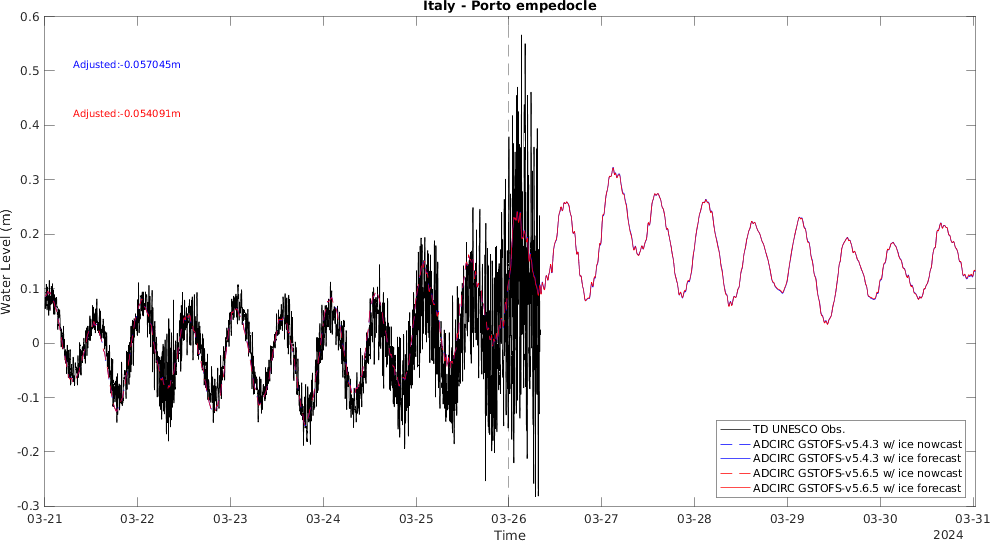 Italy - Porto empedocle
Adjusted:-0.057045m
Adjusted:-0.054091m
Water Level (m)
0.6
0.5
0.4
0.3
0.2
0.1
0
-0.1
-0.2
-0.3
TD UNESCO Obs.
ADCIRC GSTOFS-v5.4.3 w/ ice nowcast
ADCIRC GSTOFS-v5.4.3 w/ ice forecast
ADCIRC GSTOFS-v5.6.5 w/ ice nowcast
ADCIRC GSTOFS-v5.6.5 w/ ice forecast
03-21 03-22 03-23 03-24 03-25 03-26 03-27 03-28 03-29 03-30 03-31
Time
2024